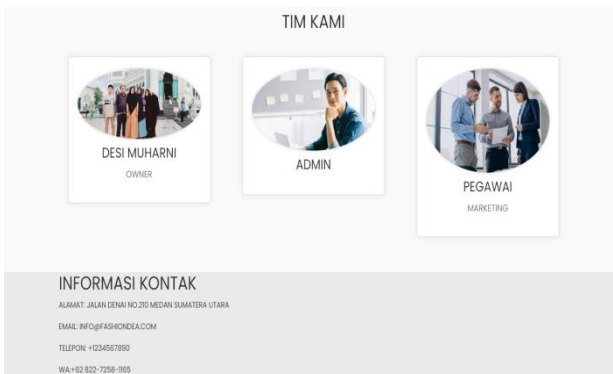 TIM KAMI
DESI MUHARNI
OWNER
ADMIN
PEGAWAI
MARKETING
INFORMASI KONTAK
ALAMAT: JALAN DENAI NO.210 MEDAN SUMATERA UTARA
EMAIL: INFO@FASHIONDEA.COM
TELEPON: +1234567890
WA:+62 822-7258-1165